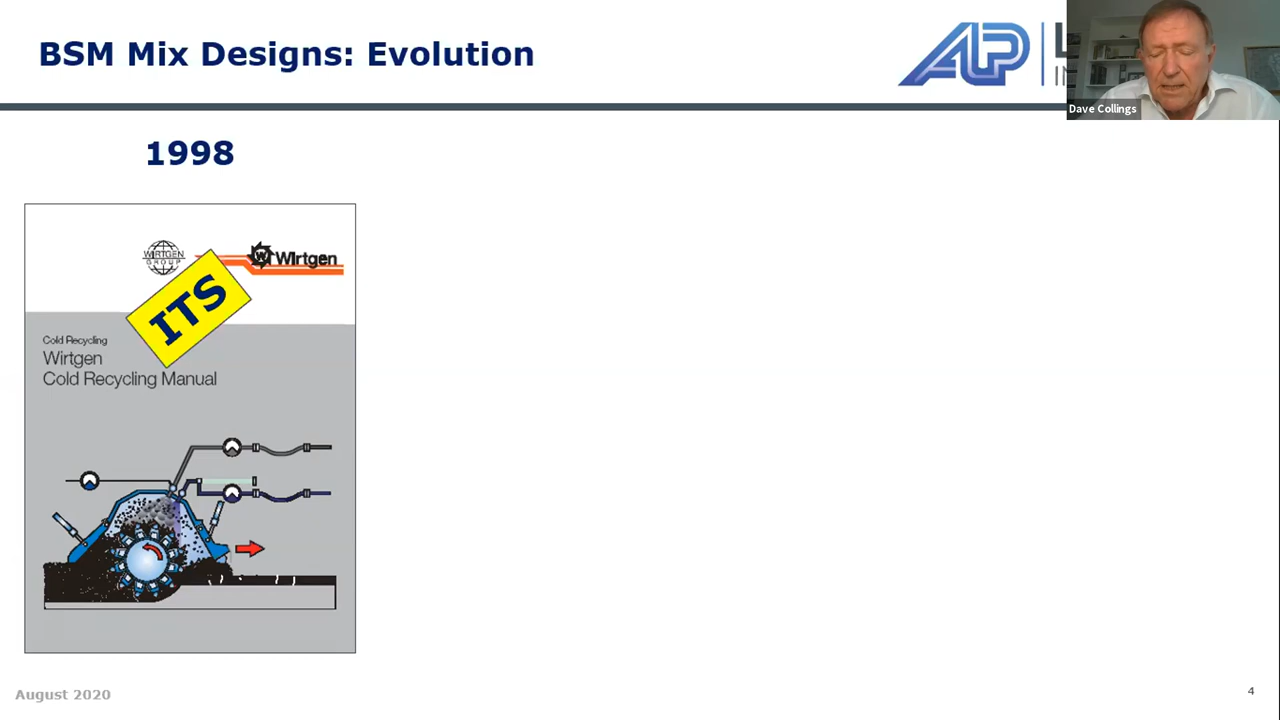 BSM Mix Designs: Evolution
ALP
Dave Collings
1998
WIRTGEN
GROUP
Wirtgen
ITS
Cold Recycling
Wirtgen
Cold Recycling Manual
August 2020
4